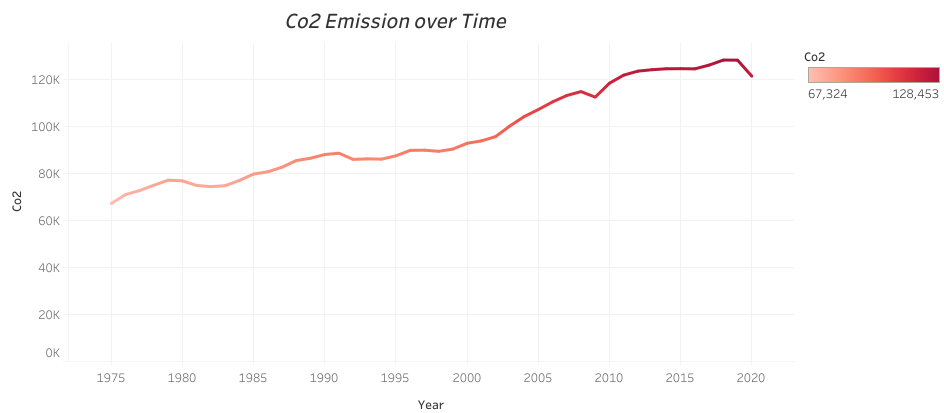 Co2 Emission over Time
Co2
67,324 128,453
120K
100K
80K
60K
40K
20K
0K
Co2
1975 1980 1985 1990 1995 2000 2005 2010 2015 2020
Year